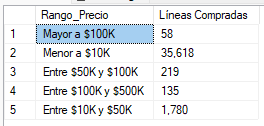 Rango_Precio Líneas Compradas
1 Mayor a $100K 58
2 Menor a $10K 35,618
3 Entre $50K y $100K 219
4 Entre $100K y $500K 135
5 Entre $10K y $50K 1,780